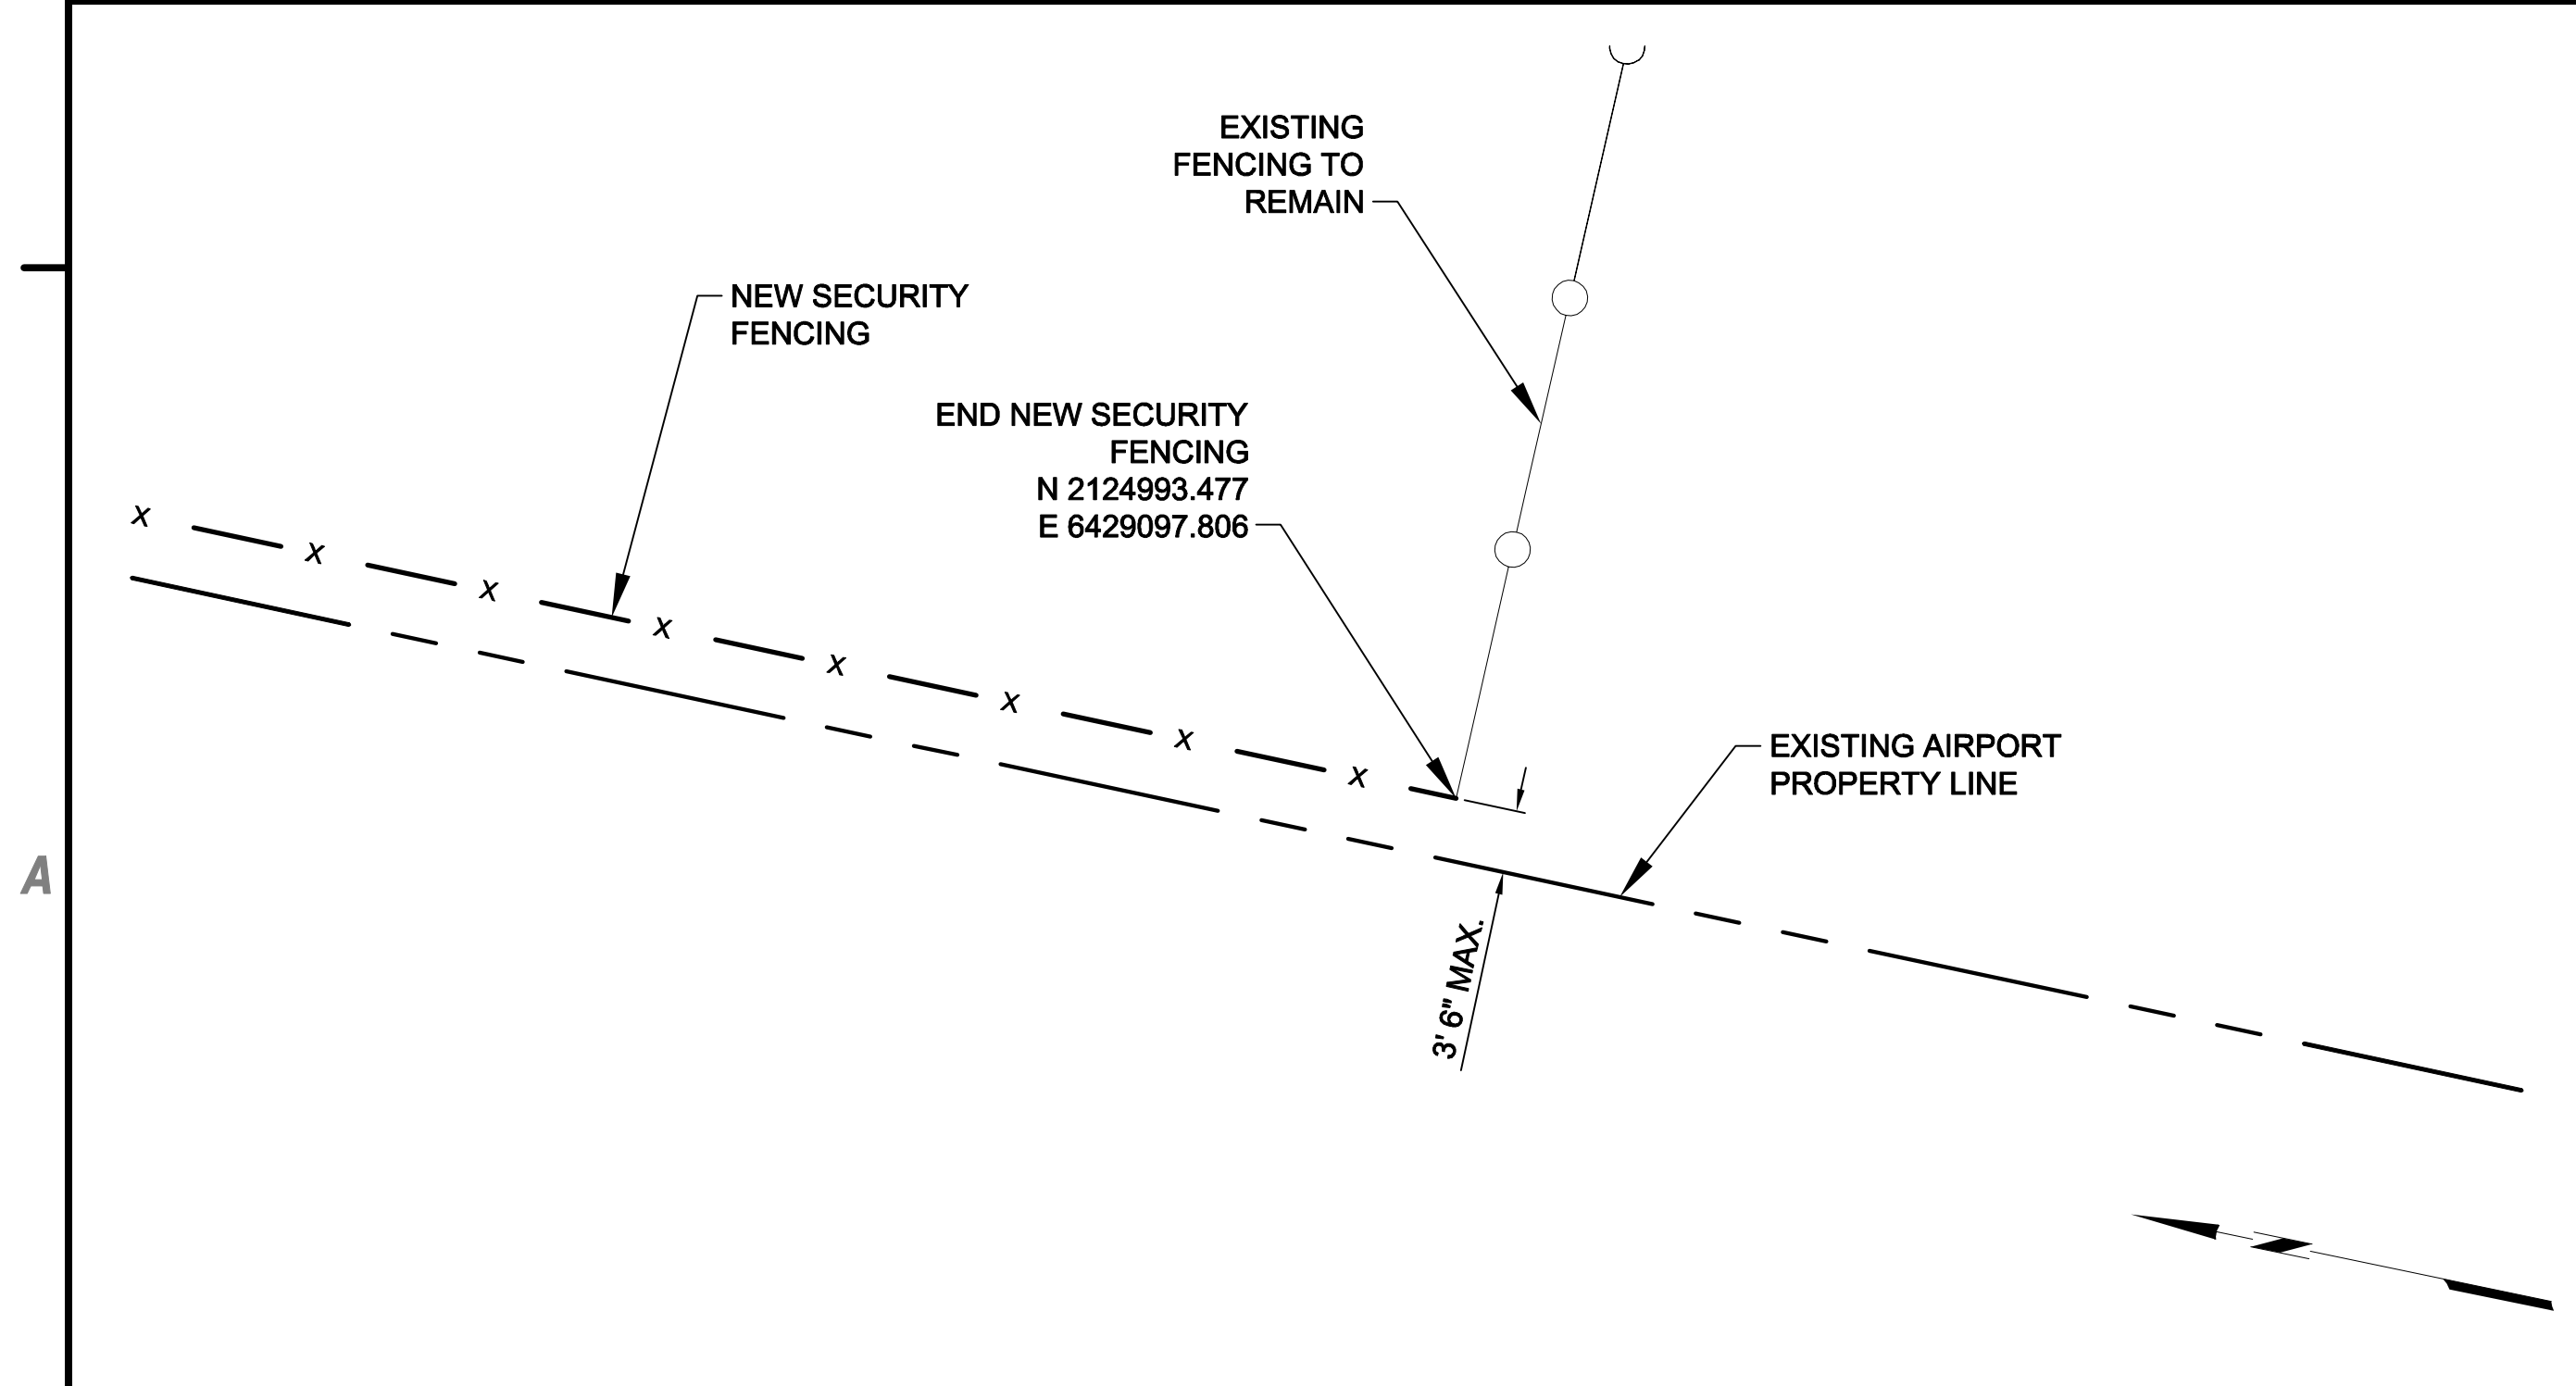 EXISTING
FENCING TO
REMAIN
NEW SECURITY
FENCING
END NEW SECURITY
FENCING
N 2124993.477
E 6429097.806
x
x
x
x
x
x
x
x
EXISTING AIRPORT
PROPERTY LINE
A
3' 6" MAX.